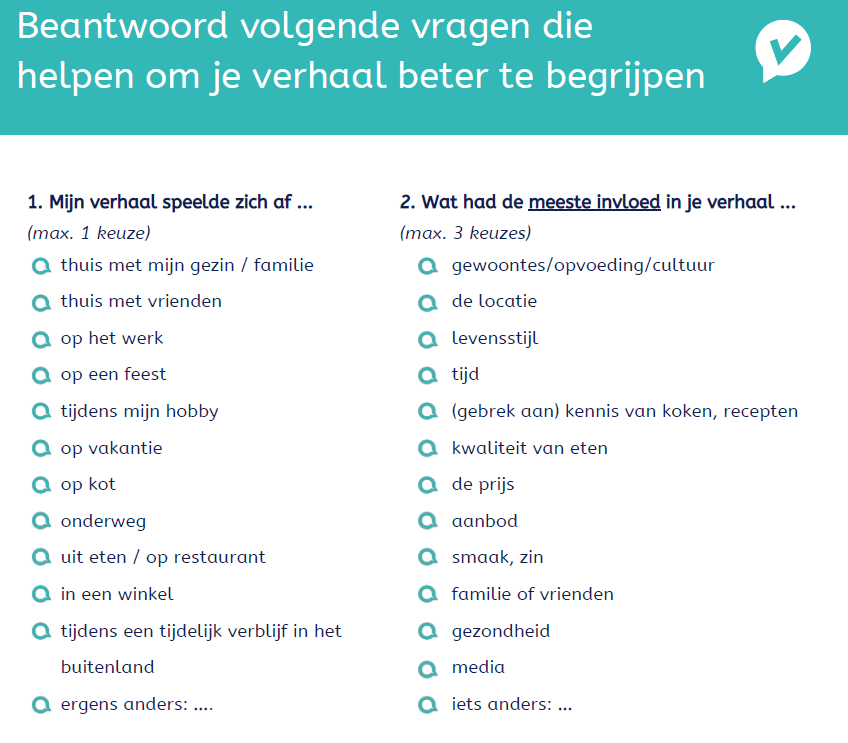 Beantwoord volgende vragen die
helpen om je verhaal beter te begrijpen
1. Mijn verhaal speelde zich af ...
(max. 1 keuze)
thuis met mijn gezin / familie
thuis met vrienden
op het werk
op een feest
tijdens mijn hobby
op vakantie
op kot
onderweg
uit eten / op restaurant
in een winkel
tijdens een tijdelijk verblijf in het
buitenland
ergens anders: ....
2. Wat had de meeste invloed in je verhaal ...
(max. 3 keuzes)
gewoontes/opvoeding/cultuur
de locatie
levensstijl
tijd
(gebrek aan) kennis van koken, recepten
kwaliteit van eten
de prijs
aanbod
smaak, zin
familie of vrienden
gezondheid
media
iets anders: ...